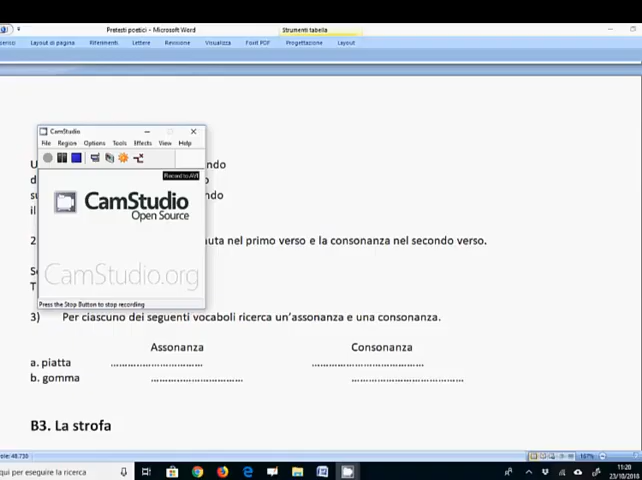 Pretesti poetici - Microsoft Word
Strumenti tabella
Layout di pagina Riferimenti Lettere Revisione Visualizza Foxit PDF Progettazione Layout
CamStudio
File Region Options Tools Effects View Help
Record to AVI
CamStudio
Open Source
CamStudio.org
Press the Stop Button to stop recording
nel primo verso e la consonanza nel secondo verso.
3) Per ciascuno dei seguenti vocaboli ricerca un'assonanza e una consonanza.
Assonanza Consonanza
a. piatta ................................ ......................................
b. gomma ................................ ......................................
B3. La strofa
qui per eseguire la ricerca
167%
11:20
23/10/2018